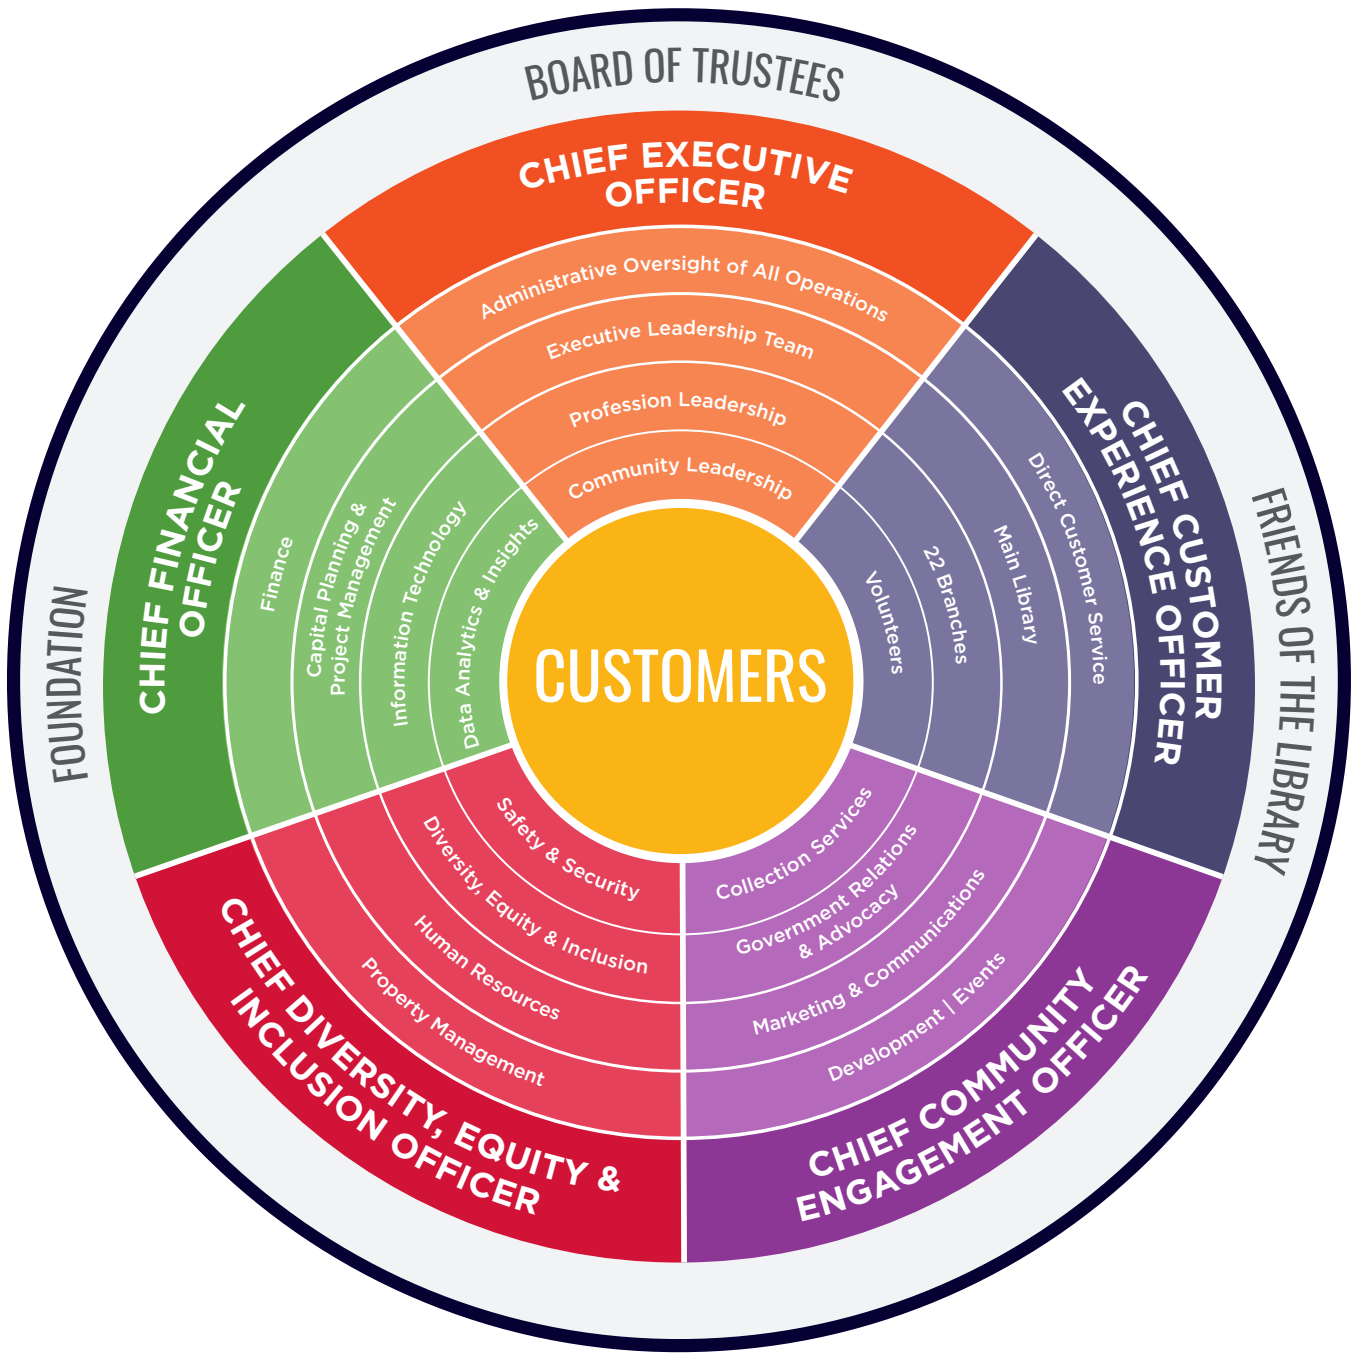 BOARD OF TRUSTEES
CHIEF EXECUTIVE
OFFICER
Administrative Oversight of All Operations
Executive Leadership Team
Profession Leadership
Community Leadership
FRIENDS OF THE LIBRARY
CHIEF CUSTOMER
EXPERIENCE OFFICER
Direct Customer Service
Main Library
22 Branches
Volunteers
CHIEF COMMUNITY
ENGAGEMENT OFFICER
Collection Services
Government Relations
& Advocacy
Marketing & Communications
Development | Events
CHIEF DIVERSITY, EQUITY &
INCLUSION OFFICER
Safety & Security
Diversity, Equity & Inclusion
Human Resources
Property Management
FOUNDATION
CHIEF FINANCIAL
OFFICER
Finance
Capital Planning &
Project Management
Information Technology
Data Analytics & Insights
CUSTOMERS